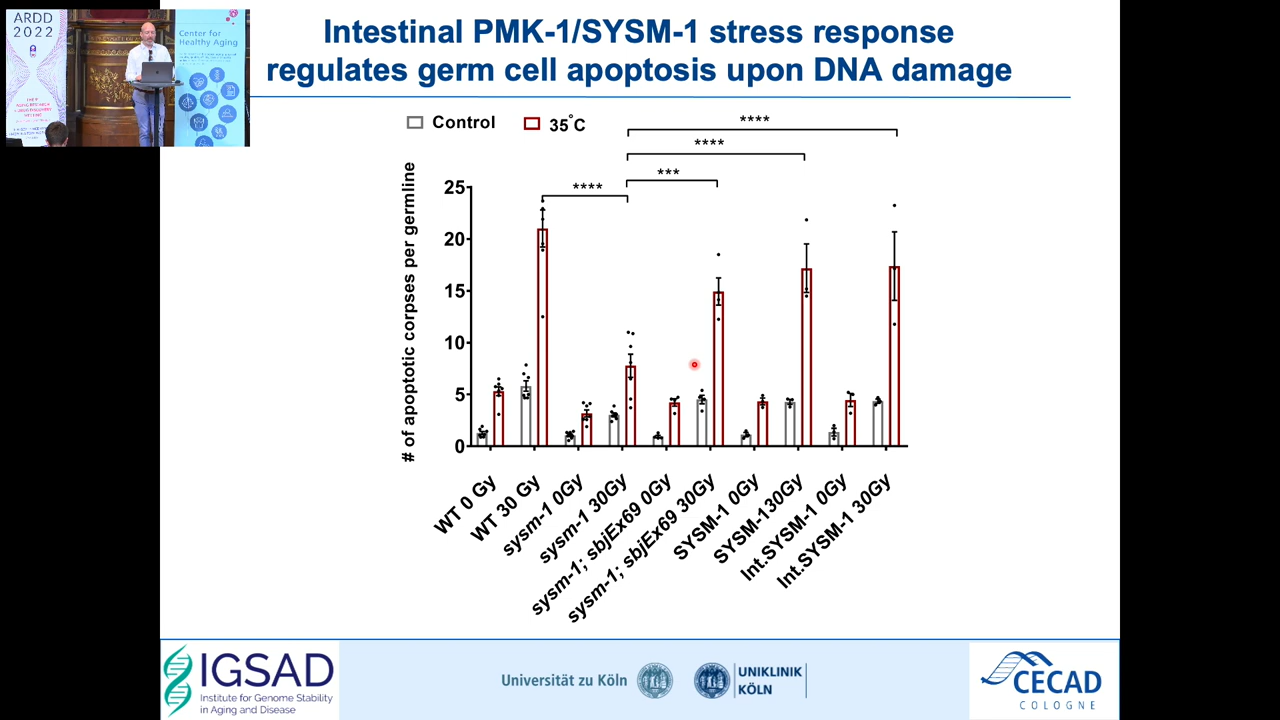 ARDD
2022
Center for
Healthy Aging
Intestinal PMK-1/SYSM-1 stress response
regulates germ cell apoptosis upon DNA damage
Control
35°C
****
****
***
****
# of apoptotic corpses per germline
25
20
15
10
5
0
WT 0 Gy
WT 30 Gy
sysm-1 0Gy
sysm-1 30Gy
sysm-1; sbjEx69 0Gy
sysm-1; sbjEx69 30Gy
SYSM-1 0Gy
SYSM-130Gy
Int.SYSM-1 0Gy
Int.SYSM-1 30Gy
IGSAD
Institute for Genome Stability
in Aging and Disease
Universität zu Köln
UNIKLINIK
KÖLN
CECAD
COLOGNE